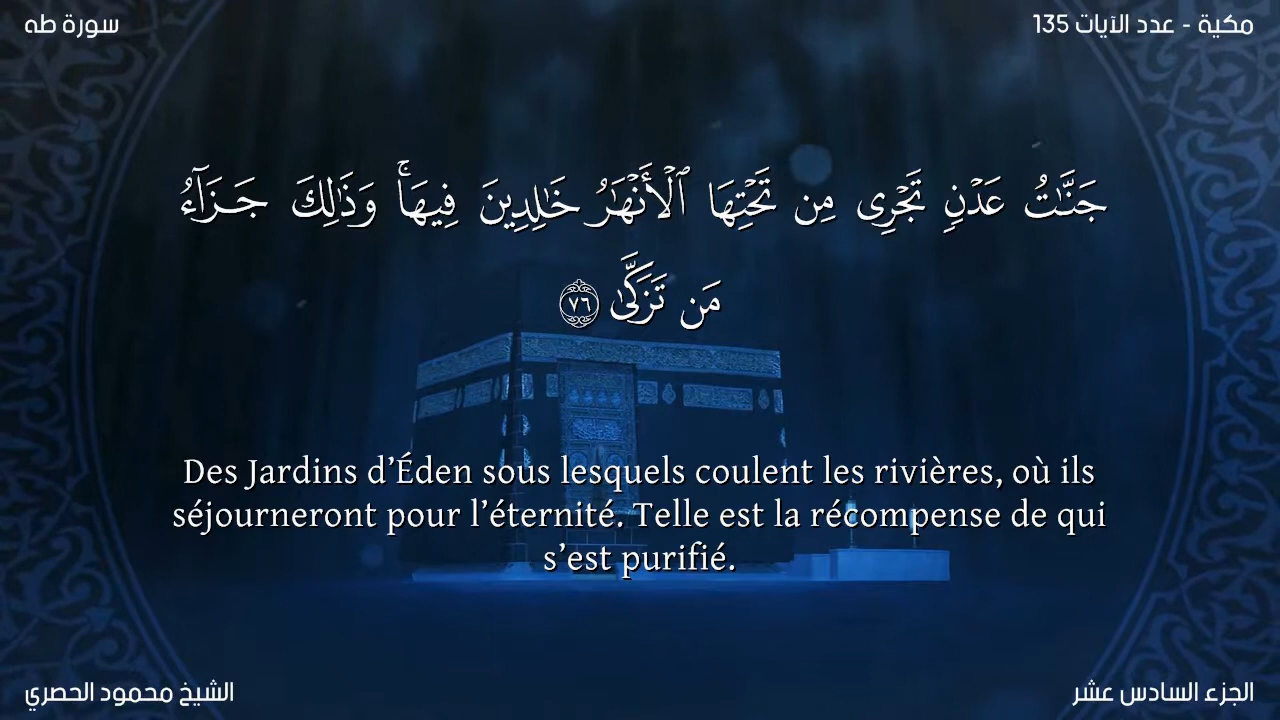 سورة طه
مكية - عدد الآيات 135
جَنَّٰتُ عَدْنٍ تَجْرِى مِن تَحْتِهَا ٱلْأَنْهَٰرُ خَٰلِدِينَ فِيهَا ۚ وَذَٰلِكَ جَزَآءُ
مَن تَزَكَّىٰ ٧٦
Des Jardins d’Éden sous lesquels coulent les rivières, où ils
séjourneront pour l’éternité. Telle est la récompense de qui
s’est purifié.
الشيخ محمود الحصري
الجزء السادس عشر